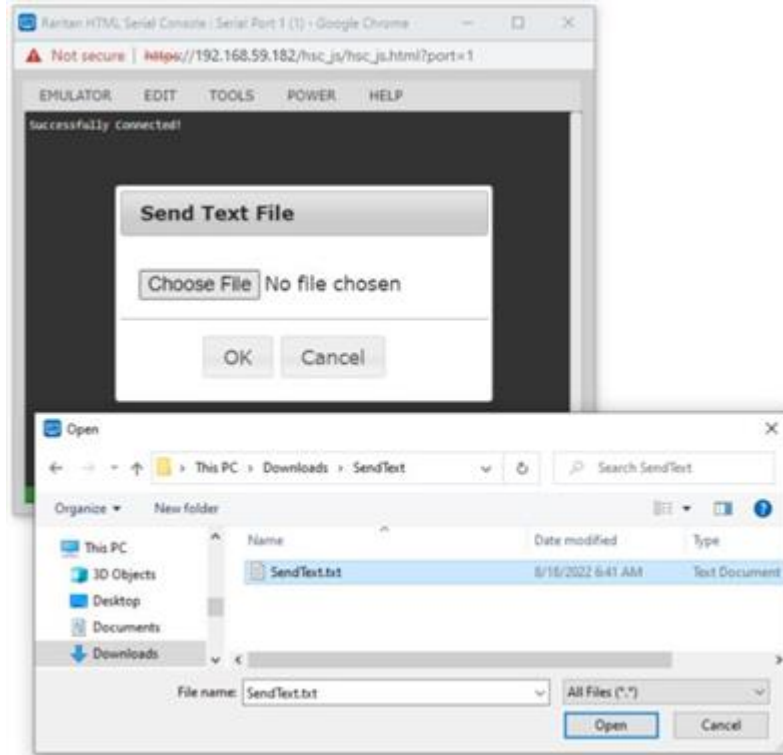 Raritan HTML Serial Console : Serial Port 1 (1) - Google Chrome
Not secure | https://192.168.59.182/hsc_js/hsc_js.html?port=1
EMULATOR EDIT TOOLS POWER HELP
Successfully Connected!
Send Text File
Choose File No file chosen
OK Cancel
Open
This PC › Downloads › SendText
Search SendText
Organize New folder
Name Date modified Type
SendText.txt 8/18/2022 6:41 AM Text Document
This PC
3D Objects
Desktop
Documents
Downloads
File name: SendText.txt All Files (*.*)
Open Cancel